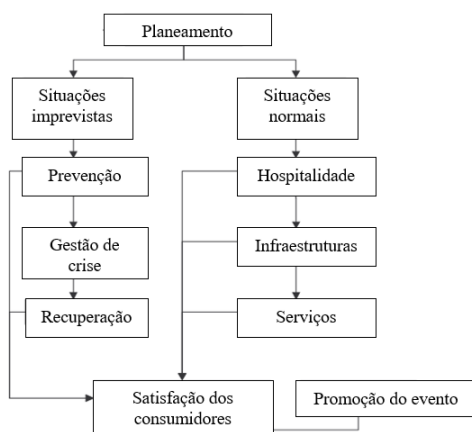 Planeamento
Situações
imprevistas
Situações
normais
Prevenção
Hospitalidade
Gestão de
crise
Infraestruturas
Recuperação
Serviços
Satisfação dos
consumidores
Promoção do evento